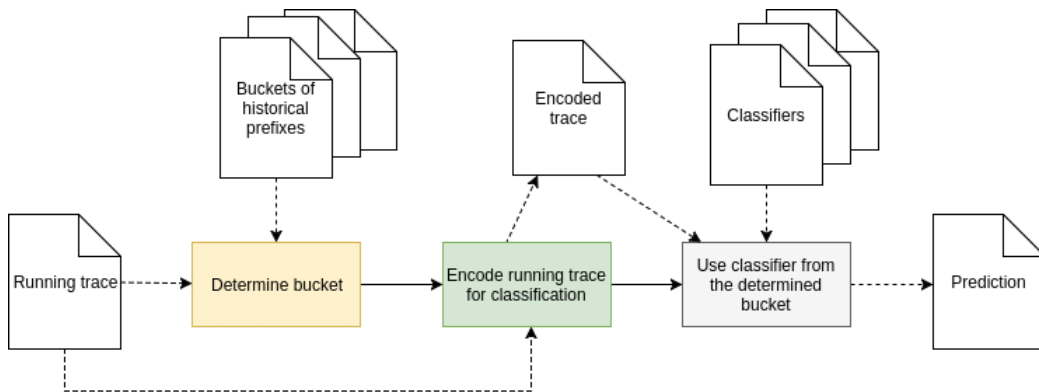 Buckets of
historical
prefixes
Encoded
trace
Classifiers
Running trace
Determine bucket
Encode running trace
for classification
Use classifier from
the determined
bucket
Prediction